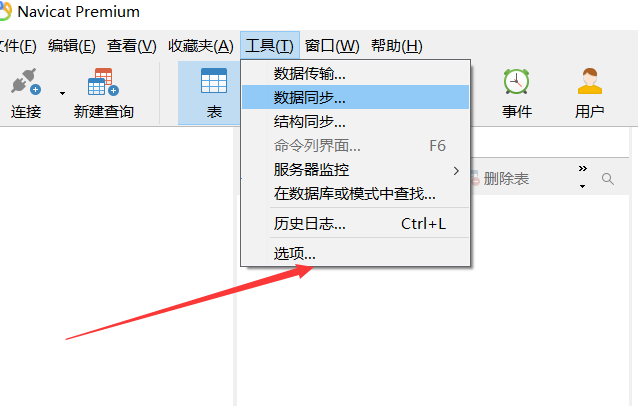 Navicat Premium
文件(F) 编辑(E) 查看(V) 收藏夹(A) 工具(T) 窗口(W) 帮助(H)
连接 新建查询 表 事件 用户
数据传输...
数据同步...
结构同步...
命令列界面... F6
服务器监控
在数据库或模式中查找...
历史日志... Ctrl+L
选项...
删除表